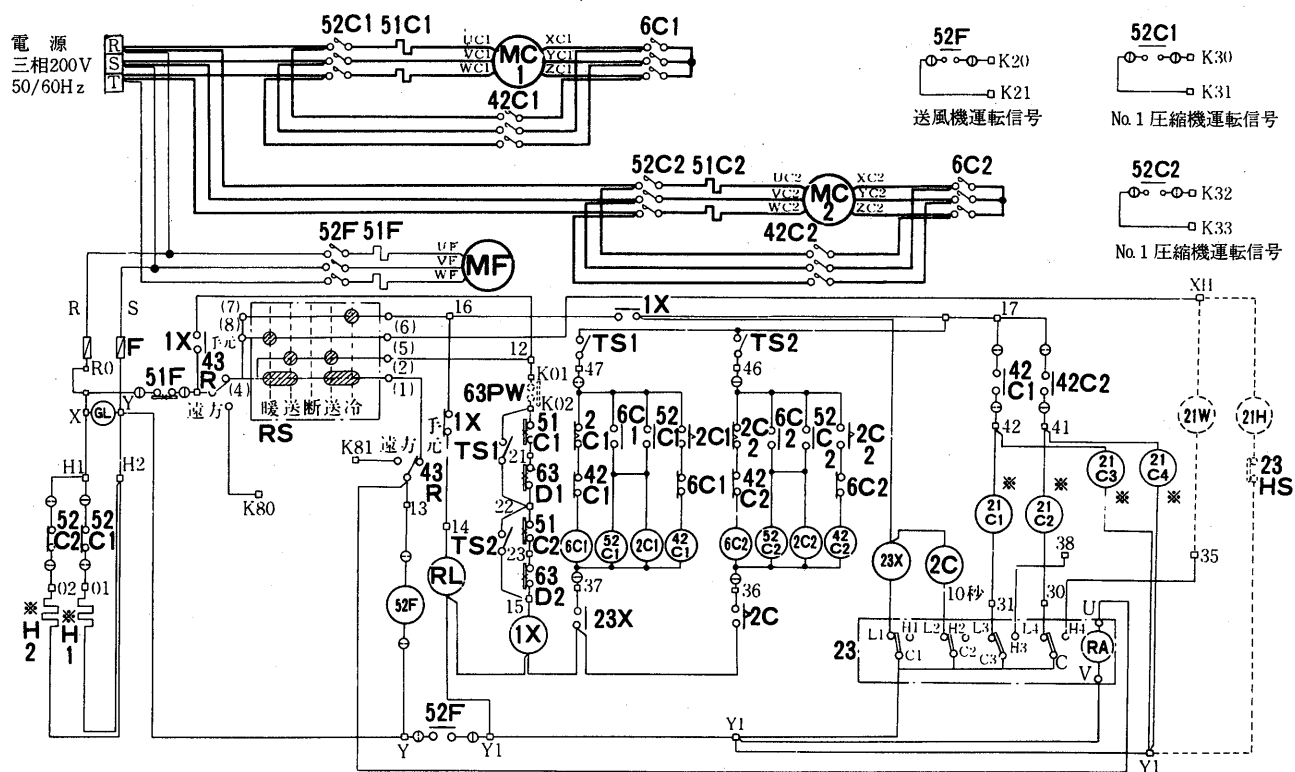 電源
三相200V
50/60Hz
R
S
T
52C1 51C1
UC1
VC1
WC1
MC
1
XC1
YC1
ZC1
6C1
42C1
52F
K20
K21
送風機運転信号
52C1
K30
K31
No.1圧縮機運転信号
52C2 51C2
UC2
VC2
WC2
MC
2
XC2
YC2
ZC2
6C2
42C2
52C2
K32
K33
No.1圧縮機運転信号
52F 51F
UF
VF
WF
MF
R S
F
R0
1X
手元
43
R
51F
遠方
X GL Y
(7)
(8)
(4)
(6)
(5)
(2)
(1)
暖送断送冷
RS
K80
K81 遠方
手元
43
R
13
16
1X
14
RL
12
K01
63PW
K02
TS1
51
C1
21
63
D1
22
TS2
51
C2
23
63
D2
15
1X
1X
TS1
47
2
C1
6C
1
52
C1
2C1
42
C1
6C1
6C1
52
C1
2C1
42
C1
37
23X
TS2
46
2C
2
6C
2
52
C
2
2C
2
42
C2
6C2
6C2
52
C2
2C2
42
C2
36
2C
17
42
C1
42C2
42
41
21
C3
21
C4
※
※
21
C1
※
21
C2
※
38
31
30
23X
2C
10秒
23
L1
H1
C1
L2
H2
C2
L3
H3
C3
L4
H4
C
U
RA
V
XH
21W
21H
23
HS
35
H1
H2
52
C2
52
C1
02
01
※
H
2
※
H
1
52F
Y
52F
Y1
Y1
Y1